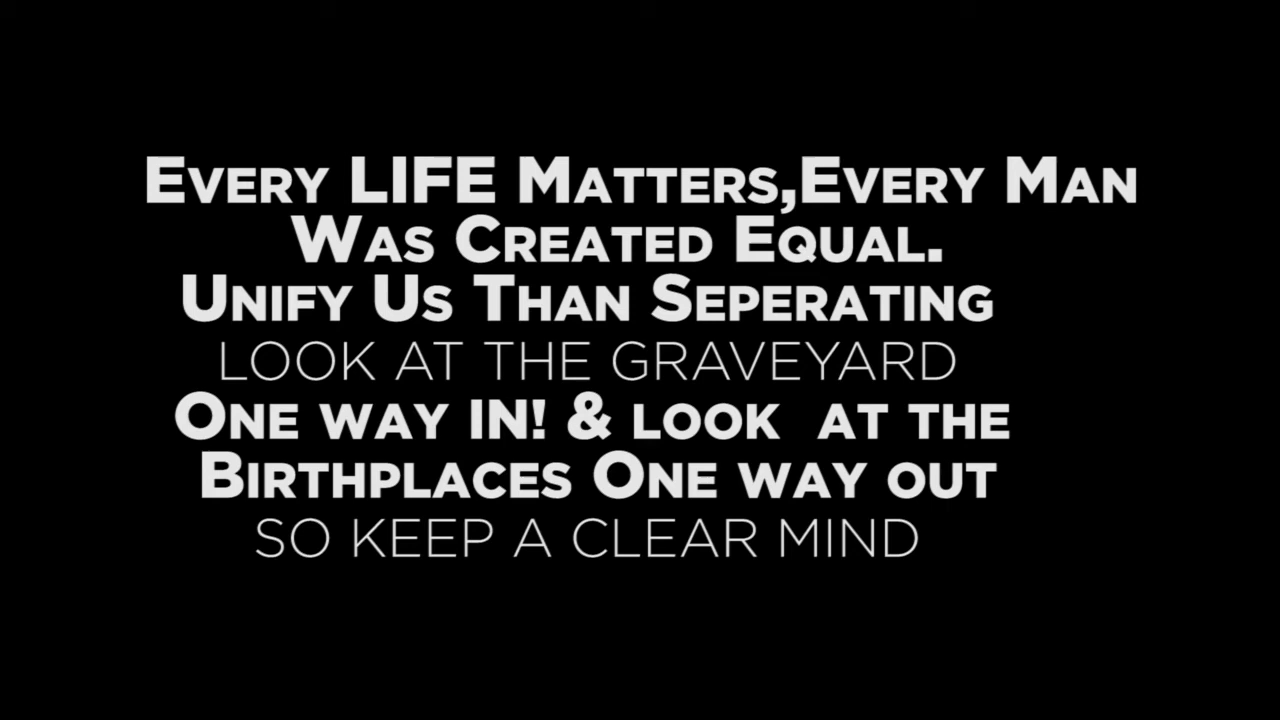 Every LIFE Matters,Every Man
Was Created Equal.
Unify Us Than Seperating
LOOK AT THE GRAVEYARD
One way IN! & look  at the
Birthplaces One way out
SO KEEP A CLEAR MIND